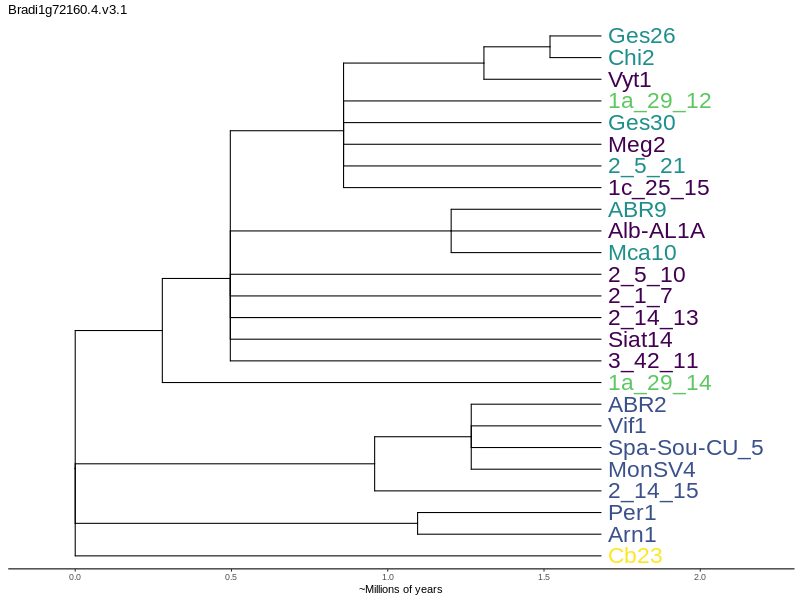 Bradi1g72160.4.v3.1
Ges26
Chi2
Vyt1
1a_29_12
Ges30
Meg2
2_5_21
1c_25_15
ABR9
Alb-AL1A
Mca10
2_5_10
2_1_7
2_14_13
Siat14
3_42_11
1a_29_14
ABR2
Vif1
Spa-Sou-CU_5
MonSV4
2_14_15
Per1
Arn1
Cb23
0.0 0.5 1.0 1.5 2.0
~Millions of years